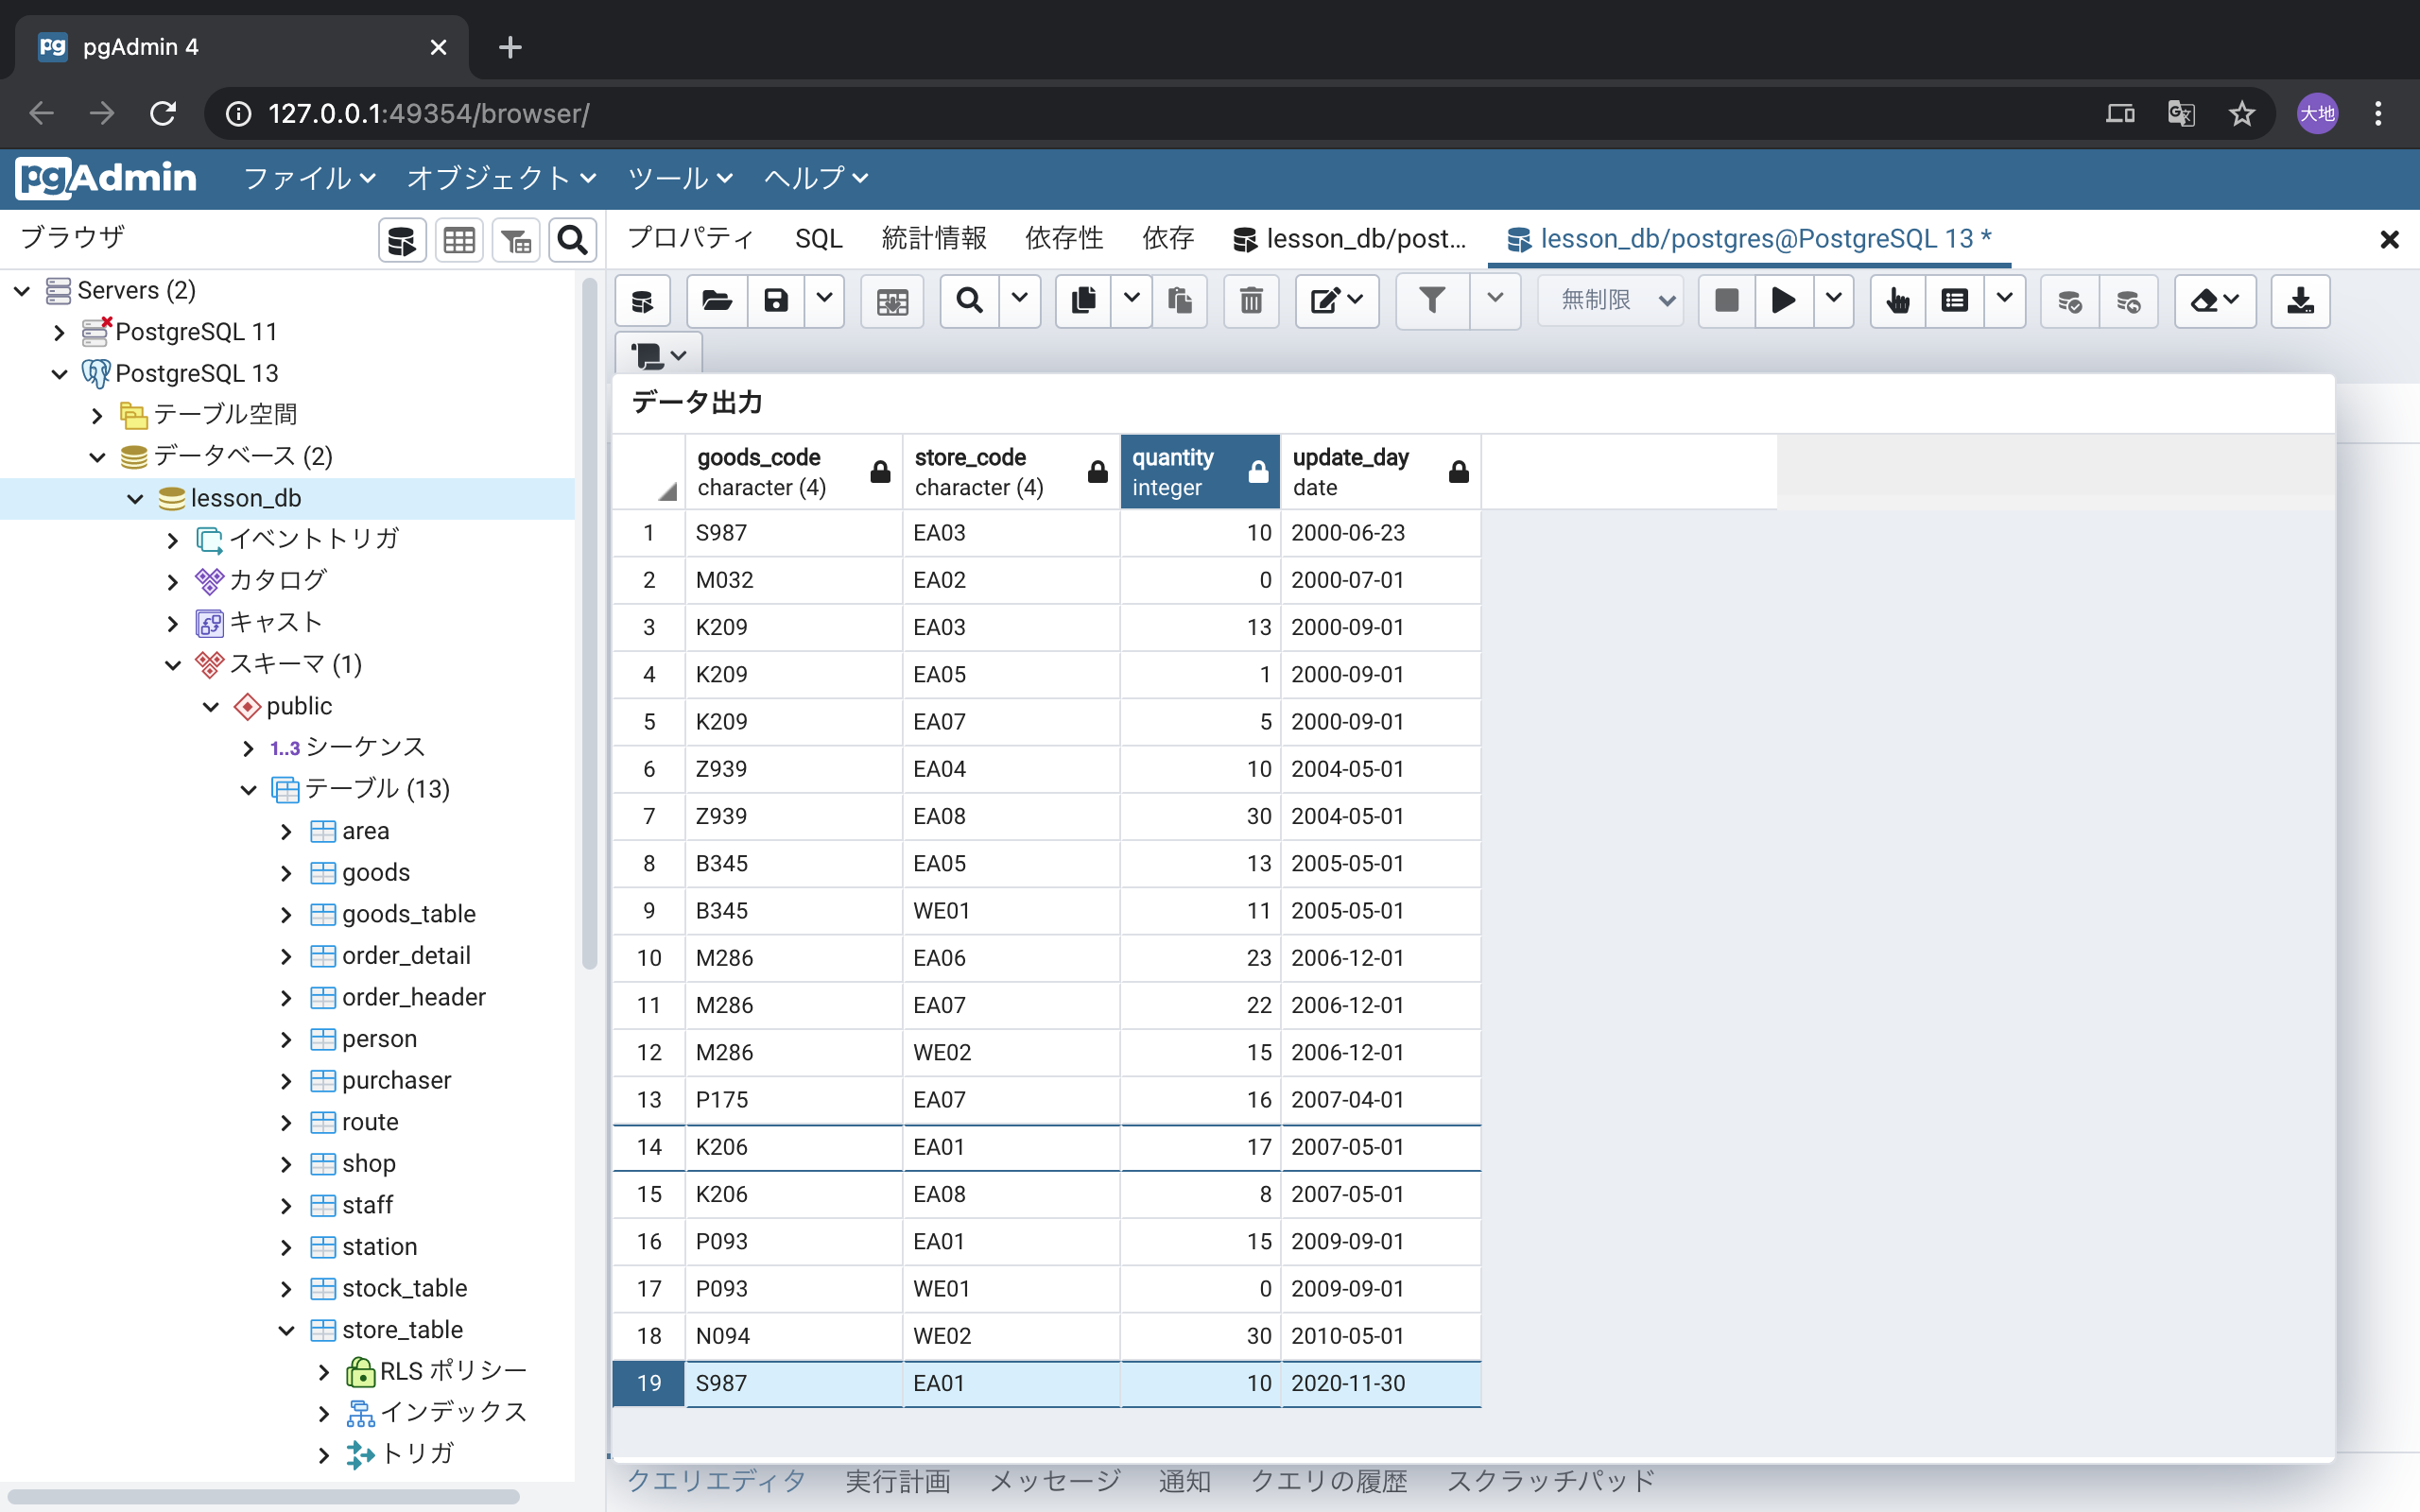 pgAdmin 4
127.0.0.1:49354/browser/
大地
pgAdmin ファイル オブジェクト ツール ヘルプ
ブラウザ
プロパティ SQL 統計情報 依存性 依存 lesson_db/post... lesson_db/postgres@PostgreSQL 13 *
無制限
Servers (2)
PostgreSQL 11
PostgreSQL 13
テーブル空間
データベース (2)
lesson_db
イベントトリガ
カタログ
キャスト
スキーマ (1)
public
1..3 シーケンス
テーブル (13)
area
goods
goods_table
order_detail
order_header
person
purchaser
route
shop
staff
station
stock_table
store_table
RLS ポリシー
インデックス
トリガ
データ出力
goods_code store_code quantity update_day
character (4) character (4) integer date
1 S987 EA03 10 2000-06-23
2 M032 EA02 0 2000-07-01
3 K209 EA03 13 2000-09-01
4 K209 EA05 1 2000-09-01
5 K209 EA07 5 2000-09-01
6 Z939 EA04 10 2004-05-01
7 Z939 EA08 30 2004-05-01
8 B345 EA05 13 2005-05-01
9 B345 WE01 11 2005-05-01
10 M286 EA06 23 2006-12-01
11 M286 EA07 22 2006-12-01
12 M286 WE02 15 2006-12-01
13 P175 EA07 16 2007-04-01
14 K206 EA01 17 2007-05-01
15 K206 EA08 8 2007-05-01
16 P093 EA01 15 2009-09-01
17 P093 WE01 0 2009-09-01
18 N094 WE02 30 2010-05-01
19 S987 EA01 10 2020-11-30
クエリエディタ 実行計画 メッセージ 通知 クエリの履歴 スクラッチパッド